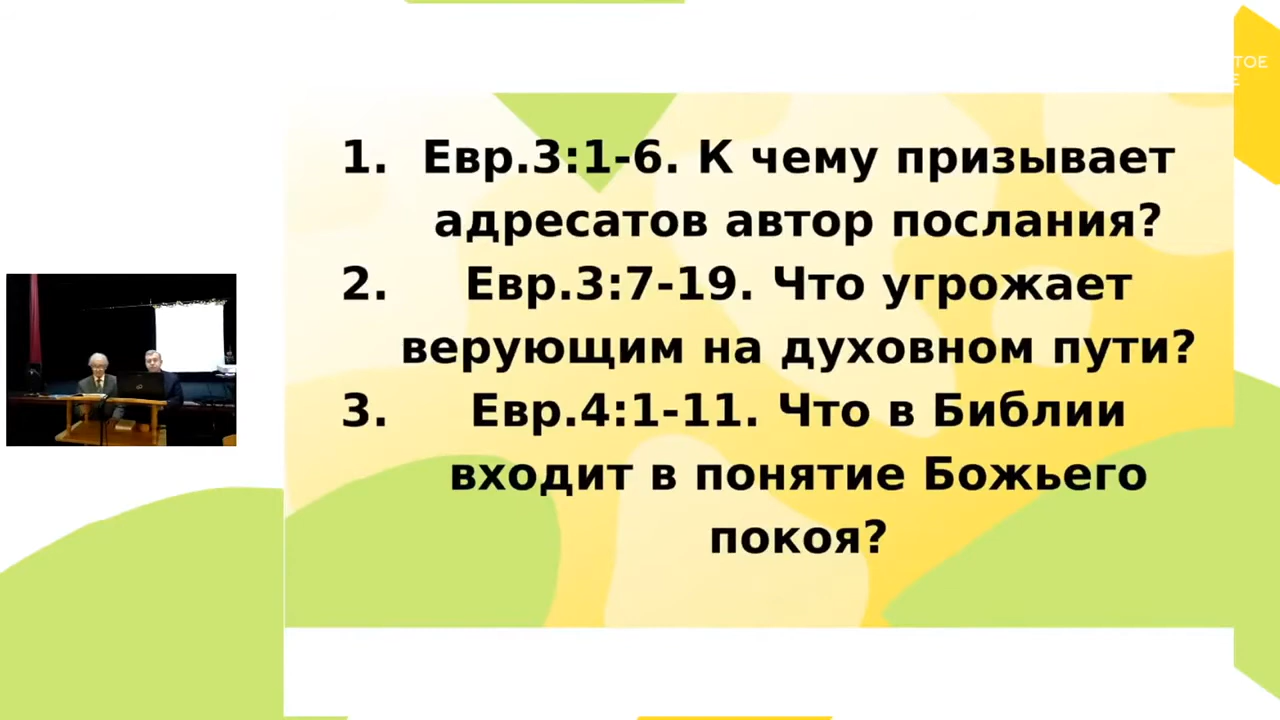 1. Евр.3:1-6. К чему призывает
адресатов автор послания?
2. Евр.3:7-19. Что угрожает
верующим на духовном пути?
3. Евр.4:1-11. Что в Библии
входит в понятие Божьего
покоя?